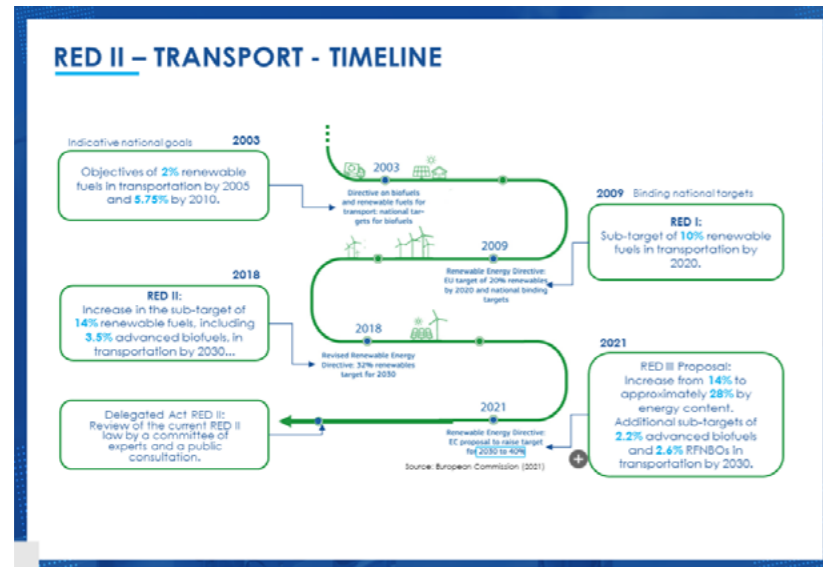 RED II – TRANSPORT - TIMELINE
Indicative national goals 2003
Objectives of 2% renewable
fuels in transportation by 2005
and 5.75% by 2010.
2003
Directive on biofuels
and renewable fuels for
transport: national tar-
gets for biofuels
2009 Binding national targets
RED I:
Sub-target of 10% renewable
fuels in transportation by
2020.
2009
Renewable Energy Directive:
EU target of 20% renewables
by 2020 and national binding
targets
2018
RED II:
Increase in the sub-target of
14% renewable fuels, including
3.5% advanced biofuels, in
transportation by 2030...
2018
Revised Renewable Energy
Directive: 32% renewables
target for 2030
2021
RED III Proposal:
Increase from 14% to
approximately 28% by
energy content.
Additional sub-targets of
2.2% advanced biofuels
and 2.6% RFNBOs in
transportation by 2030.
Delegated Act RED II:
Review of the current RED II
law by a committee of
experts and a public
consultation.
2021
Renewable Energy Directive:
EC proposal to raise target
for 2030 to 40%
Source: European Commission (2021)